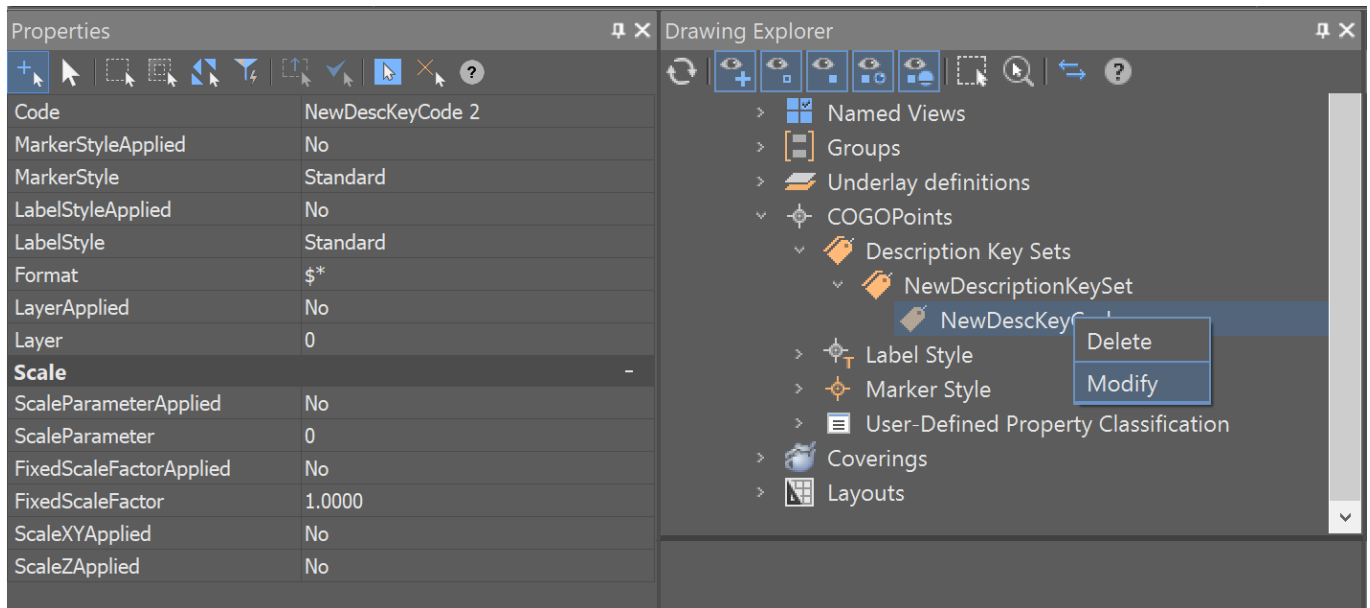 Properties
Code NewDescKeyCode 2
MarkerStyleApplied No
MarkerStyle Standard
LabelStyleApplied No
LabelStyle Standard
Format $*
LayerApplied No
Layer 0
Scale -
ScaleParameterApplied No
ScaleParameter 0
FixedScaleFactorApplied No
FixedScaleFactor 1.0000
ScaleXYApplied No
ScaleZApplied No
Drawing Explorer
Named Views
Groups
Underlay definitions
COGOPoints
Description Key Sets
NewDescriptionKeySet
Delete
Modify
T Label Style
Marker Style
User-Defined Property Classification
Coverings
Layouts